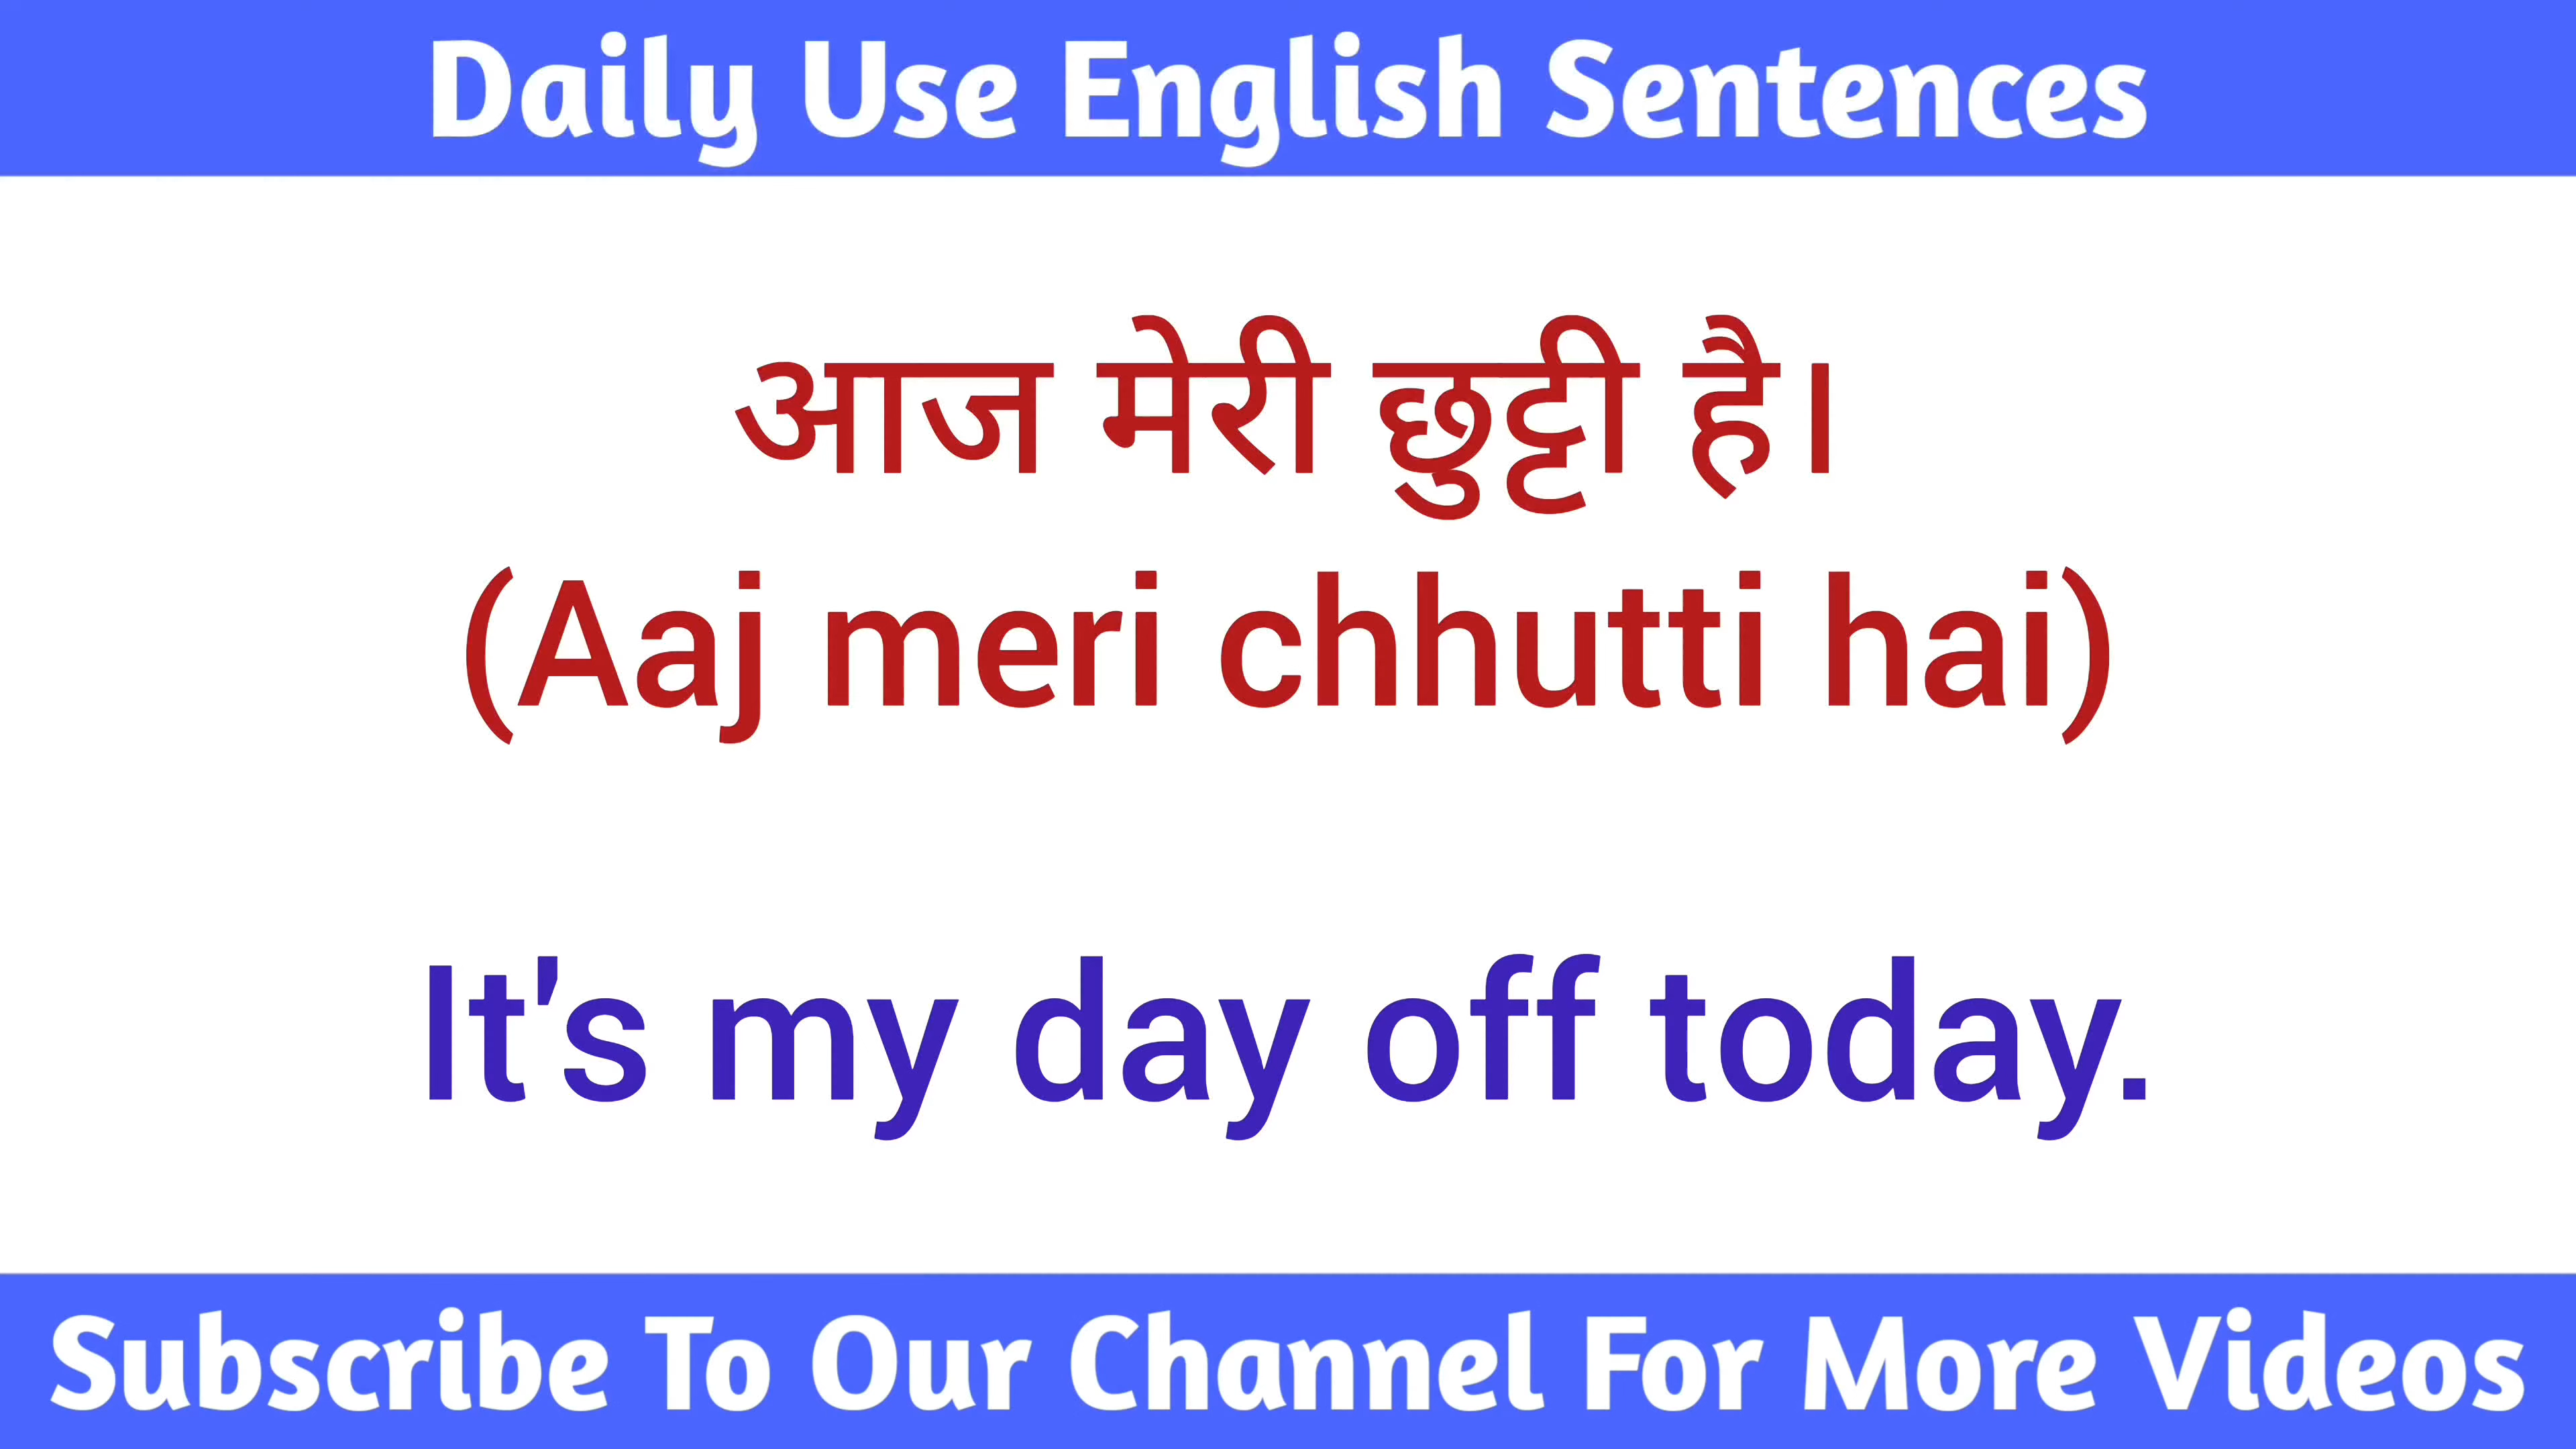 Daily Use English Sentences
आज मेरी छुट्टी है।
(Aaj meri chhutti hai)
It's my day off today.
Subscribe To Our Channel For More Videos